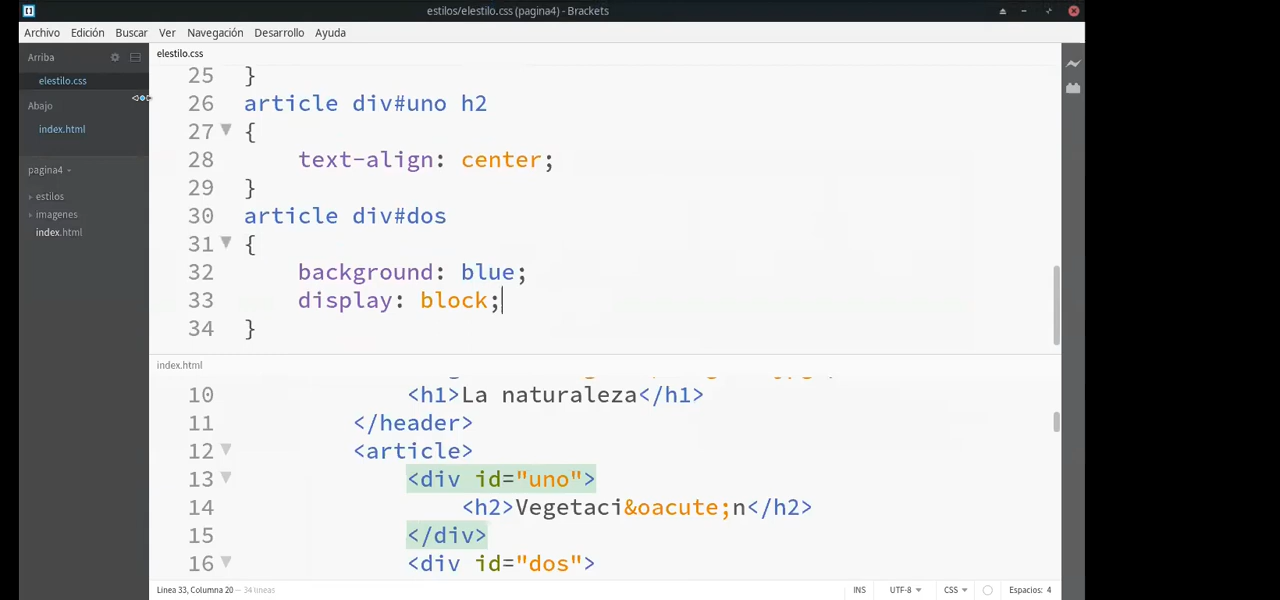 estilos/elestilo.css (pagina4) - Brackets
Archivo Edición Buscar Ver Navegación Desarrollo Ayuda
Arriba
elestilo.css
Abajo
index.html
pagina4
estilos
imagenes
index.html
elestilo.css
25 }
26 article div#uno h2
27 {
28 text-align: center;
29 }
30 article div#dos
31 {
32 background: blue;
33 display: block;
34 }
index.html
10 <h1>La naturaleza</h1>
11 </header>
12 <article>
13 <div id="uno">
14 <h2>Vegetaci&oacute;n</h2>
15 </div>
16 <div id="dos">
Línea 33, Columna 20 — 34 líneas INS UTF-8 CSS Espacios: 4